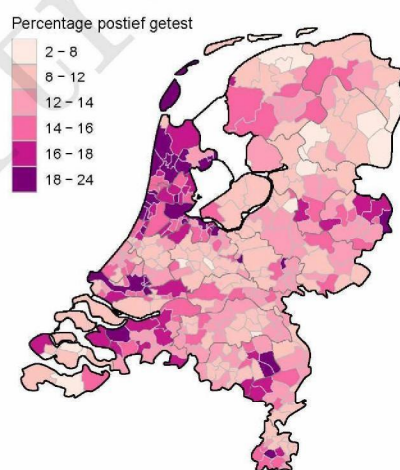 Percentage postief getest
2 – 8
8 – 12
12 – 14
14 – 16
16 – 18
18 – 24